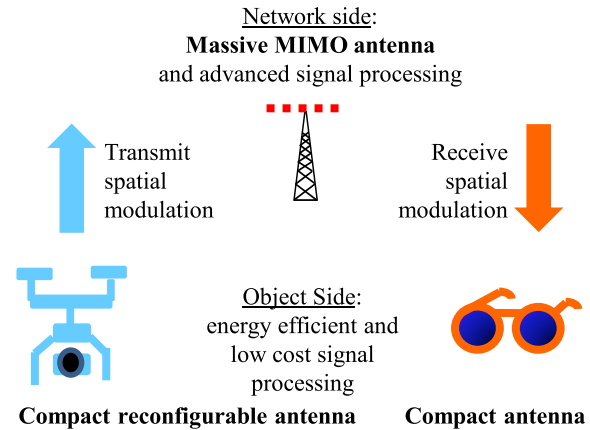 Network side:
Massive MIMO antenna
and advanced signal processing
Transmit
spatial
modulation
Receive
spatial
modulation
Object Side:
energy efficient and
low cost signal
processing
Compact reconfigurable antenna
Compact antenna